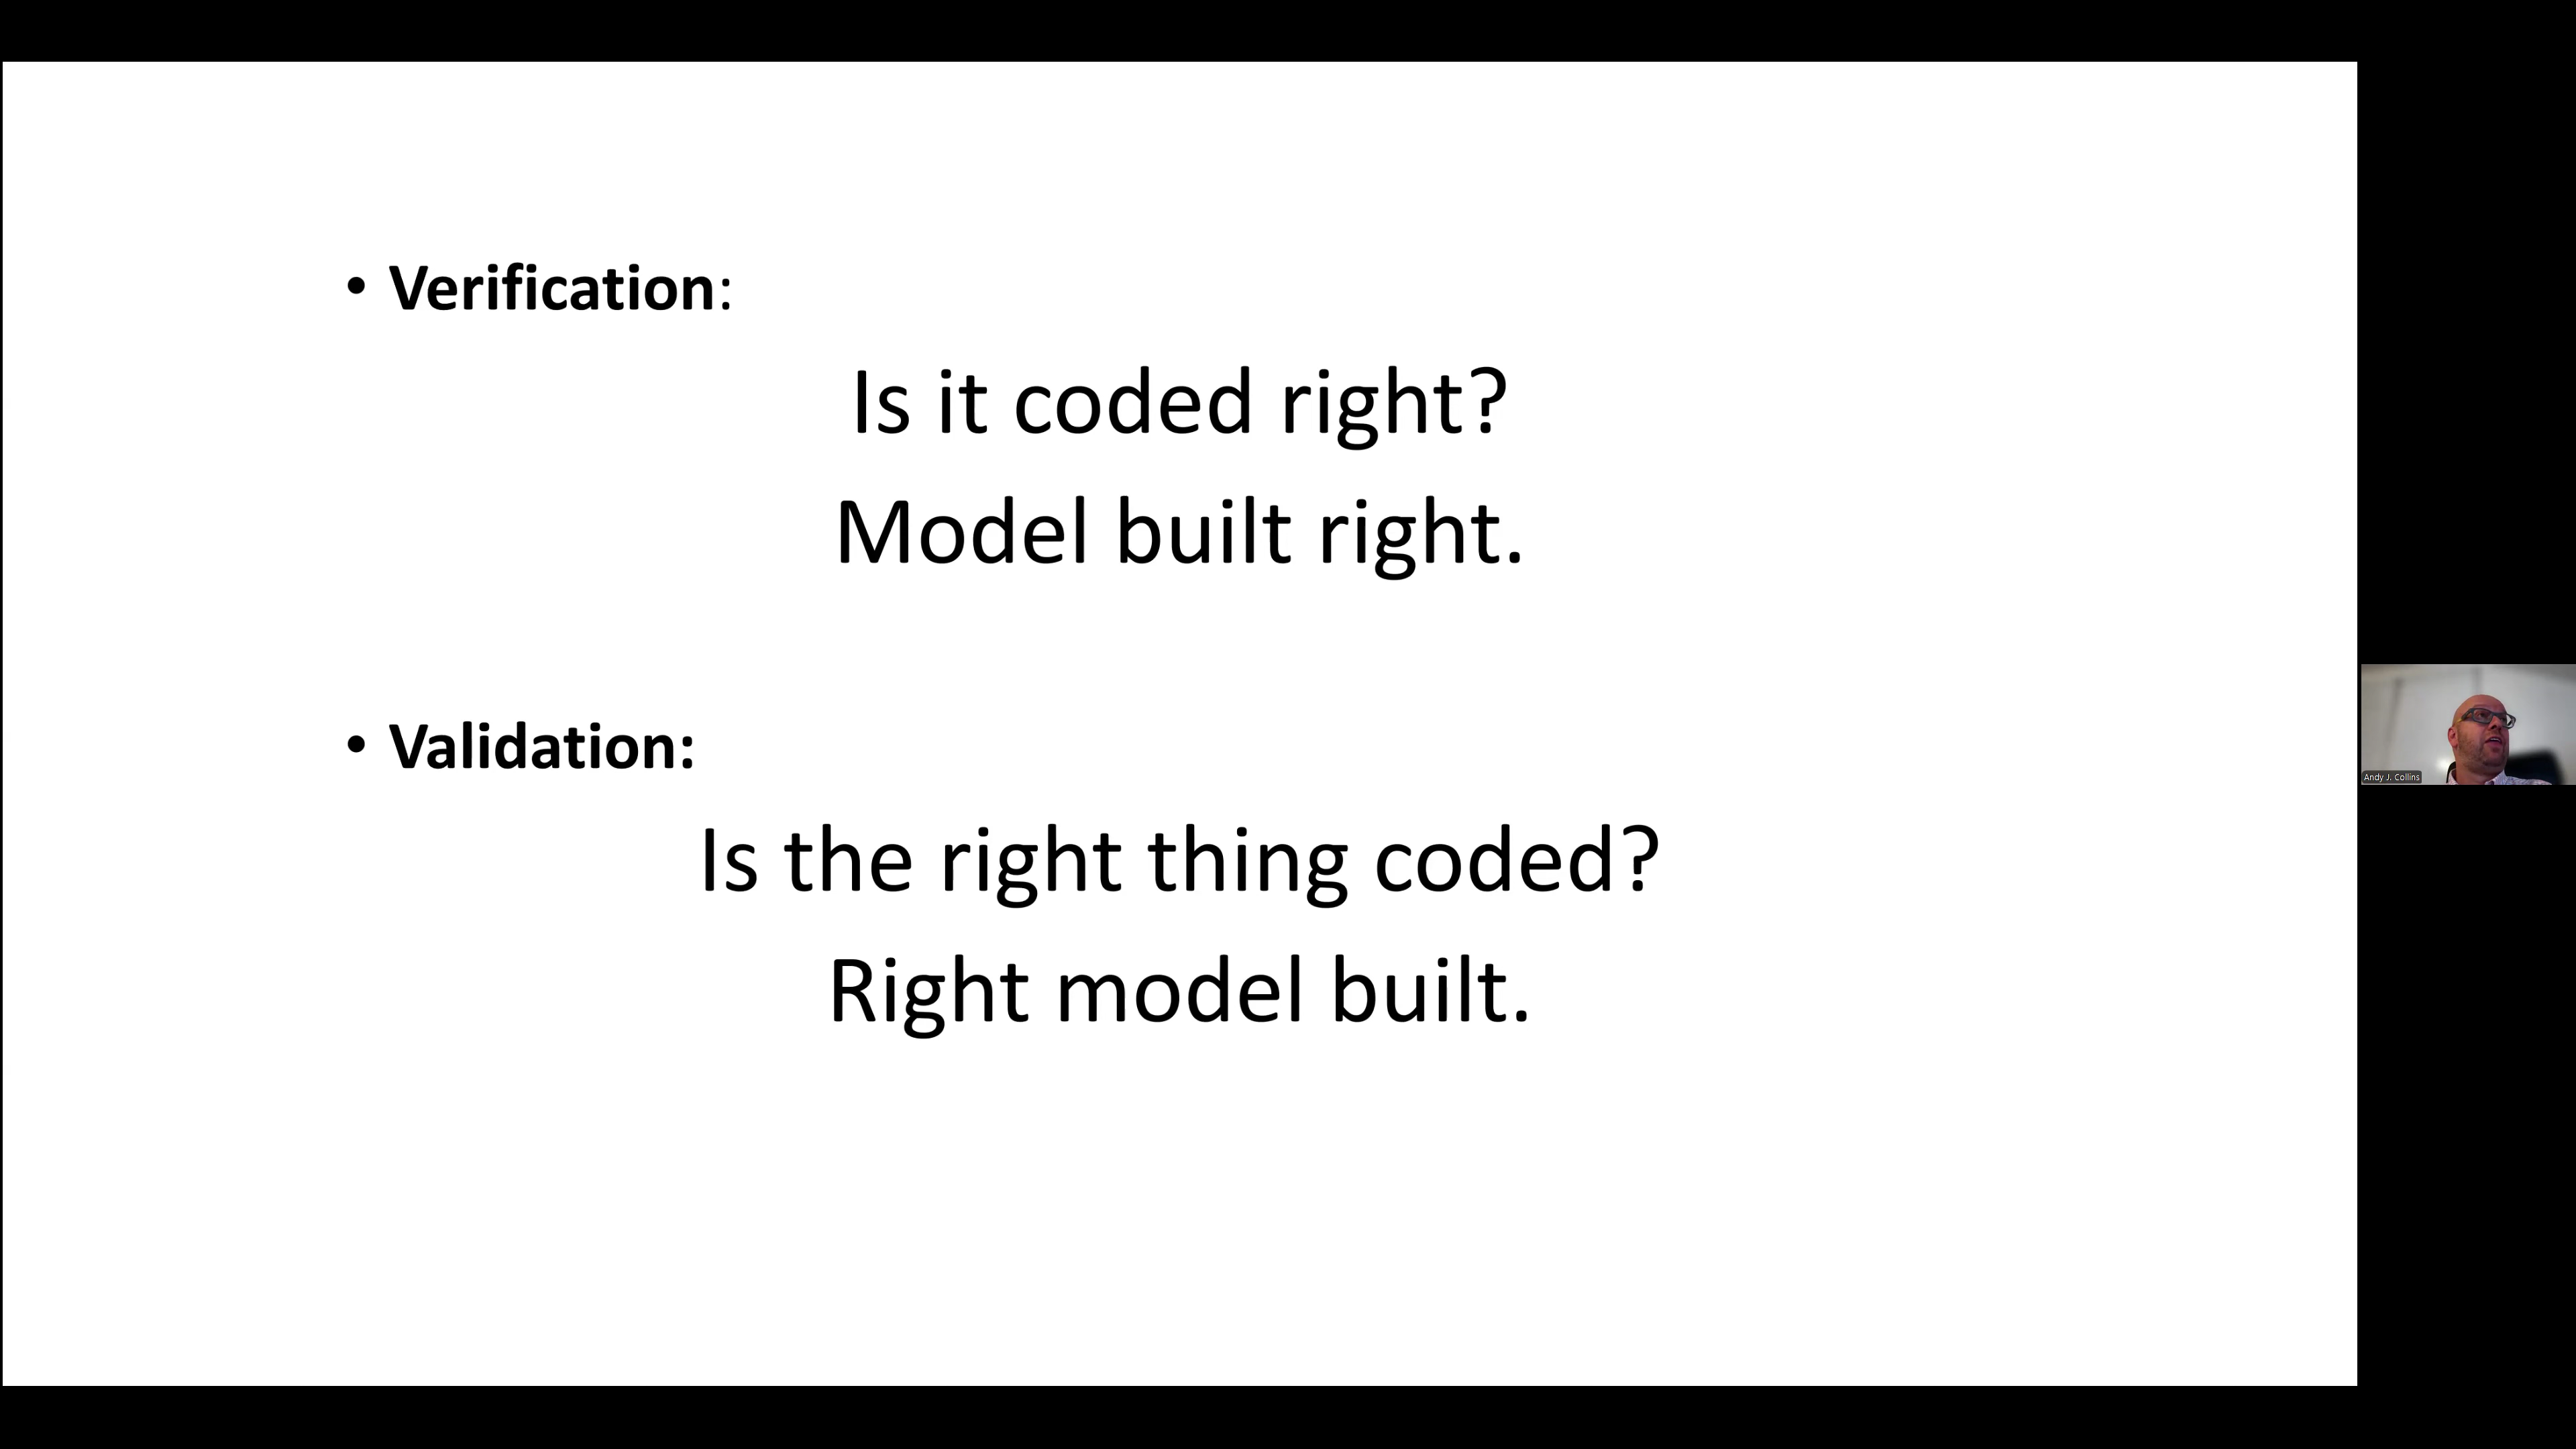 • Verification:
Is it coded right?
Model built right.
• Validation:
Is the right thing coded?
Right model built.
Andy J. Collins